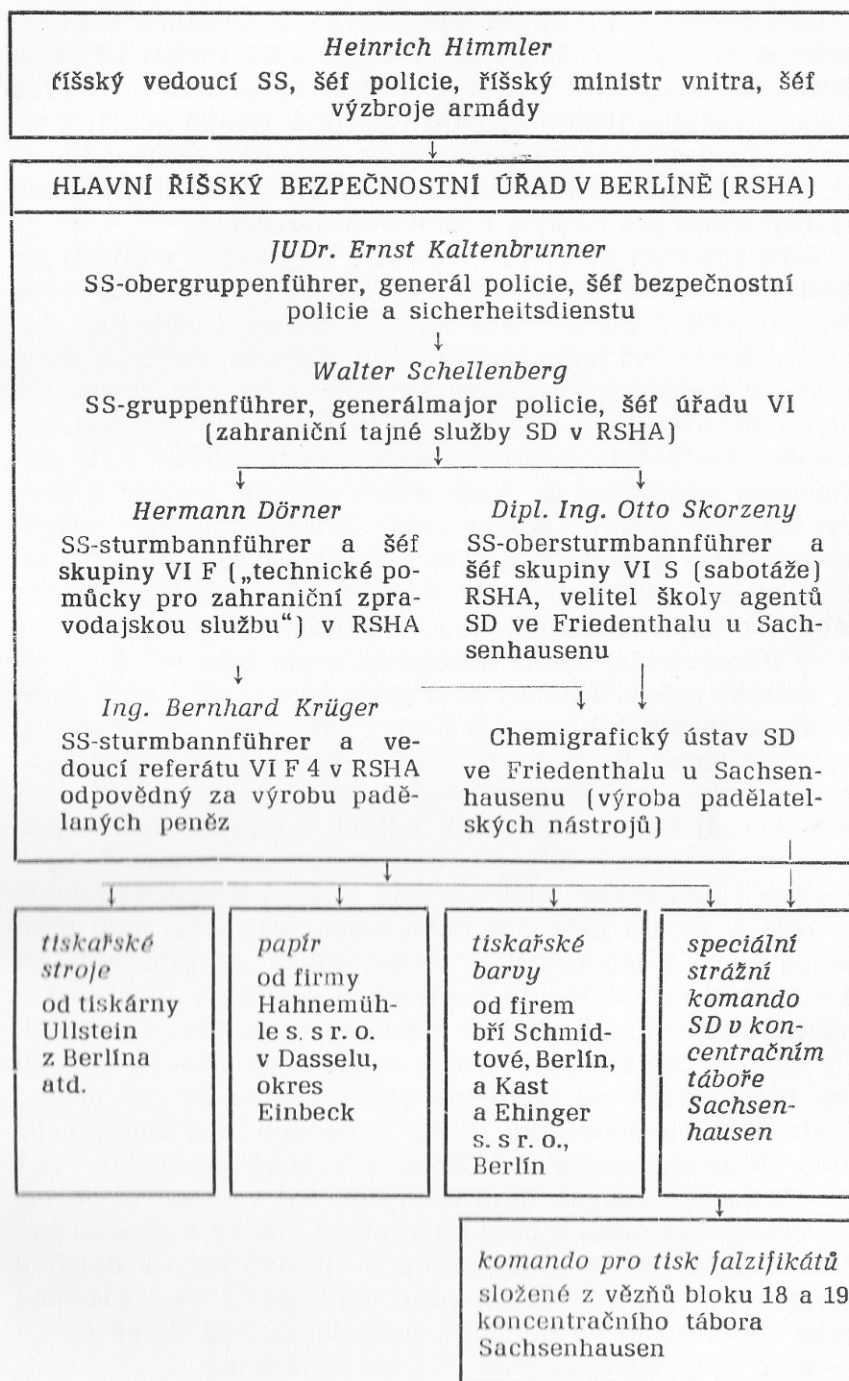 Heinrich Himmler
říšský vedoucí SS, šéf policie, říšský ministr vnitra, šéf
výzbroje armády
↓
HLAVNÍ ŘÍŠSKÝ BEZPEČNOSTNÍ ÚŘAD V BERLÍNĚ (RSHA)
JUDr. Ernst Kaltenbrunner
SS-obergruppenführer, generál policie, šéf bezpečnostní
policie a sicherheitsdienstu
↓
Walter Schellenberg
SS-gruppenführer, generálmajor policie, šéf úřadu VI
(zahraniční tajné služby SD v RSHA)
↓
Hermann Dörner
SS-sturmbannführer a šéf
skupiny VI F („technické po-
můcky pro zahraniční zpra-
vodajskou službu“) v RSHA
↓
Dipl. Ing. Otto Skorzeny
SS-obersturmbannführer a
šéf skupiny VI S (sabotáže)
RSHA, velitel školy agentů
SD ve Friedenthalu u Sach-
senhausenu
↓
Ing. Bernhard Krüger
SS-sturmbannführer a ve-
doucí referátu VI F 4 v RSHA
odpovědný za výrobu padě-
laných peněz
Chemigrafický ústav SD
ve Friedenthalu u Sachsen-
hausenu (výroba padělatel-
ských nástrojů)
↓
tiskařské
stroje
od tiskárny
Ullstein
z Berlína
atd.
papír
od firmy
Hahnemüh-
le s. s r. o.
v Dasselu,
okres
Einbeck
tiskařské
barvy
od firem
bří Schmid-
tové, Berlín,
a Kast
a Ehinger
s. s r. o.,
Berlín
speciální
strážní
komando
SD v kon-
centračním
táboře
Sachsen-
hausen
↓
komando pro tisk falzifikátů
složené z vězňů bloku 18 a 19
koncentračního tábora
Sachsenhausen